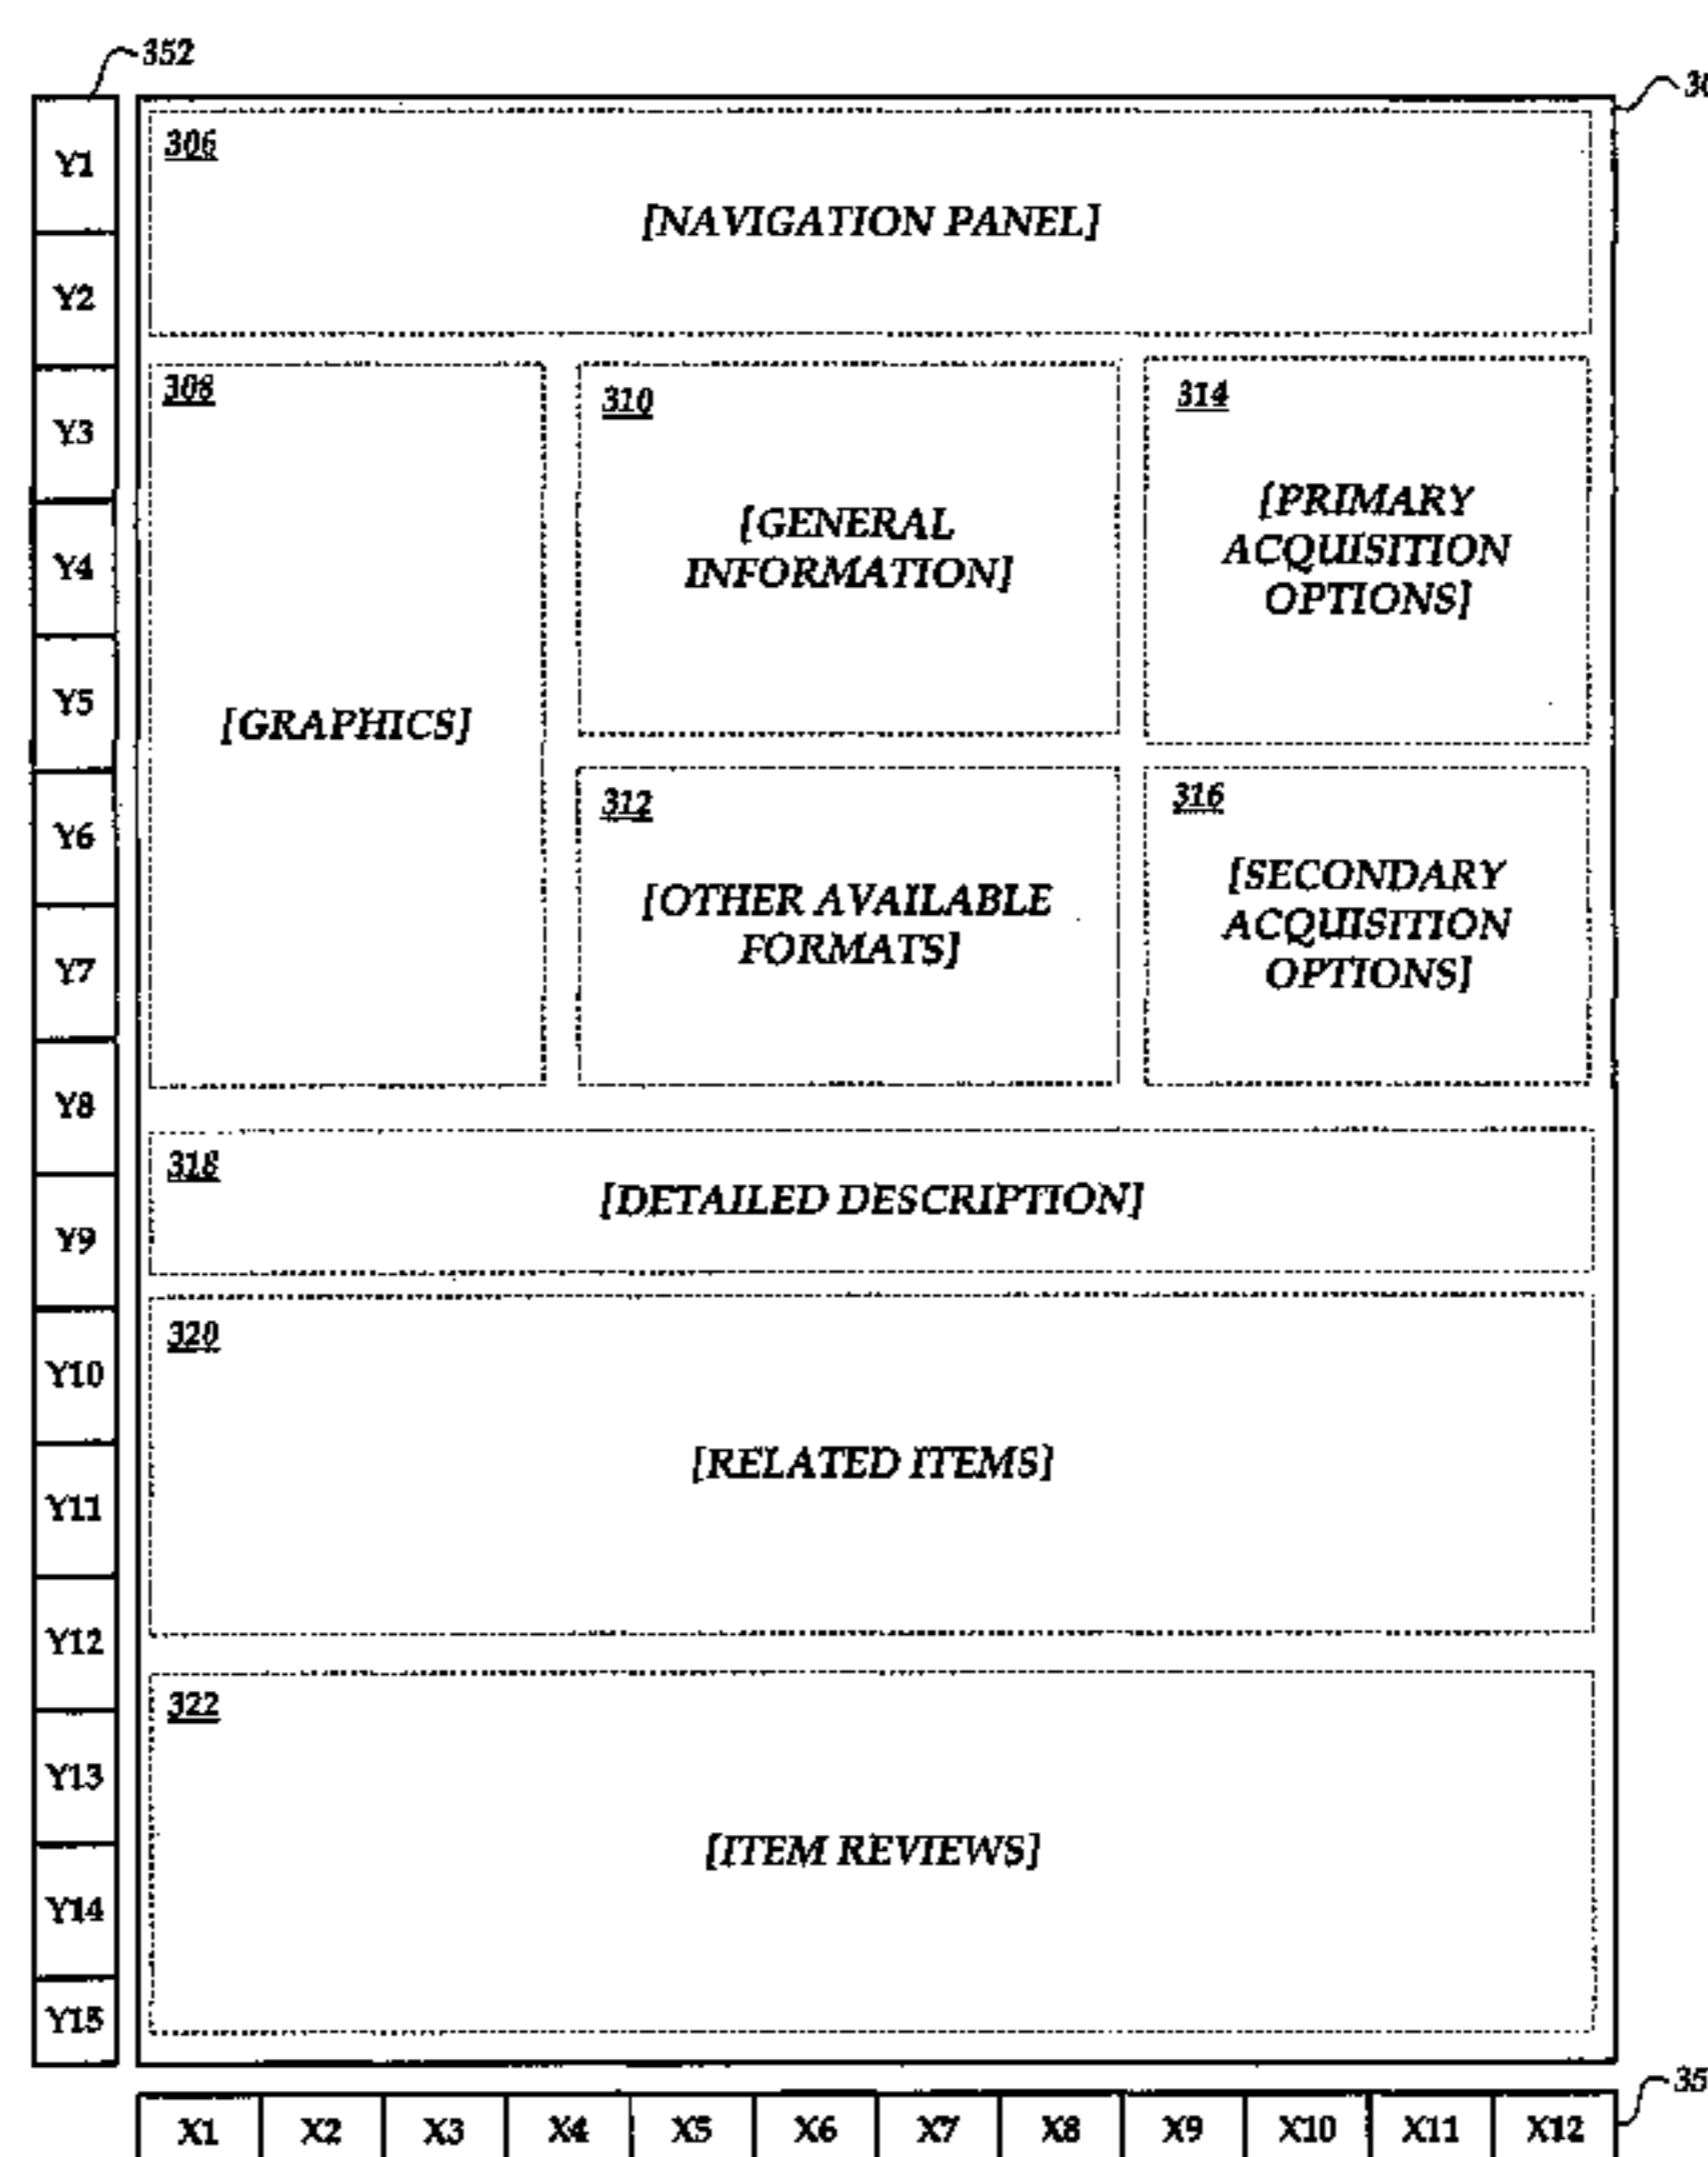 352
30
Y1
306
[NAVIGATION PANEL]
Y2
Y3
308
310
314
[GENERAL
INFORMATION]
[PRIMARY
ACQUISITION
OPTIONS]
Y4
Y5
[GRAPHICS]
Y6
312
316
[OTHER AVAILABLE
FORMATS]
[SECONDARY
ACQUISITION
OPTIONS]
Y7
Y8
318
[DETAILED DESCRIPTION]
Y9
320
Y10
[RELATED ITEMS]
Y11
Y12
322
Y13
[ITEM REVIEWS]
Y14
Y15
35
X1 X2 X3 X4 X5 X6 X7 X8 X9 X10 X11 X12